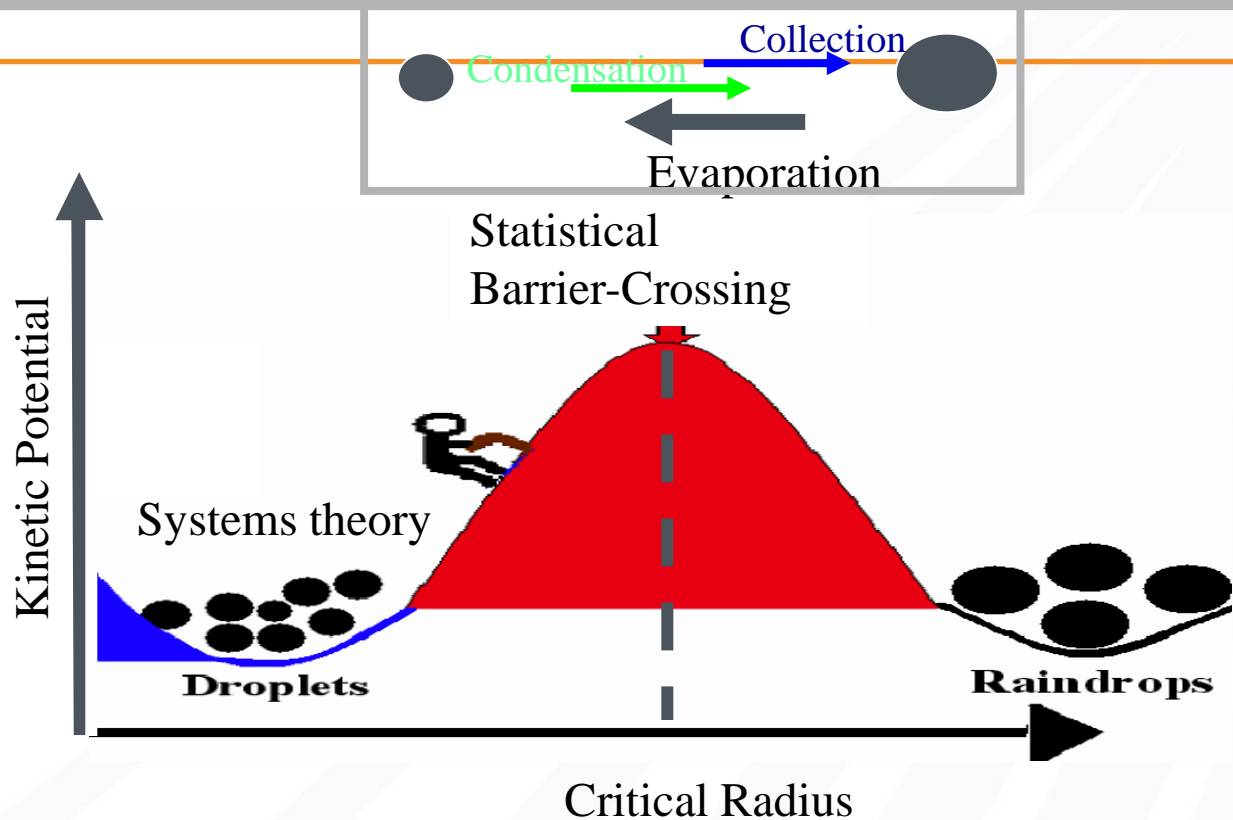 Collection
Condensation
Evaporation
Statistical
Barrier-Crossing
Kinetic Potential
Systems theory
Droplets
Raindrops
Critical Radius